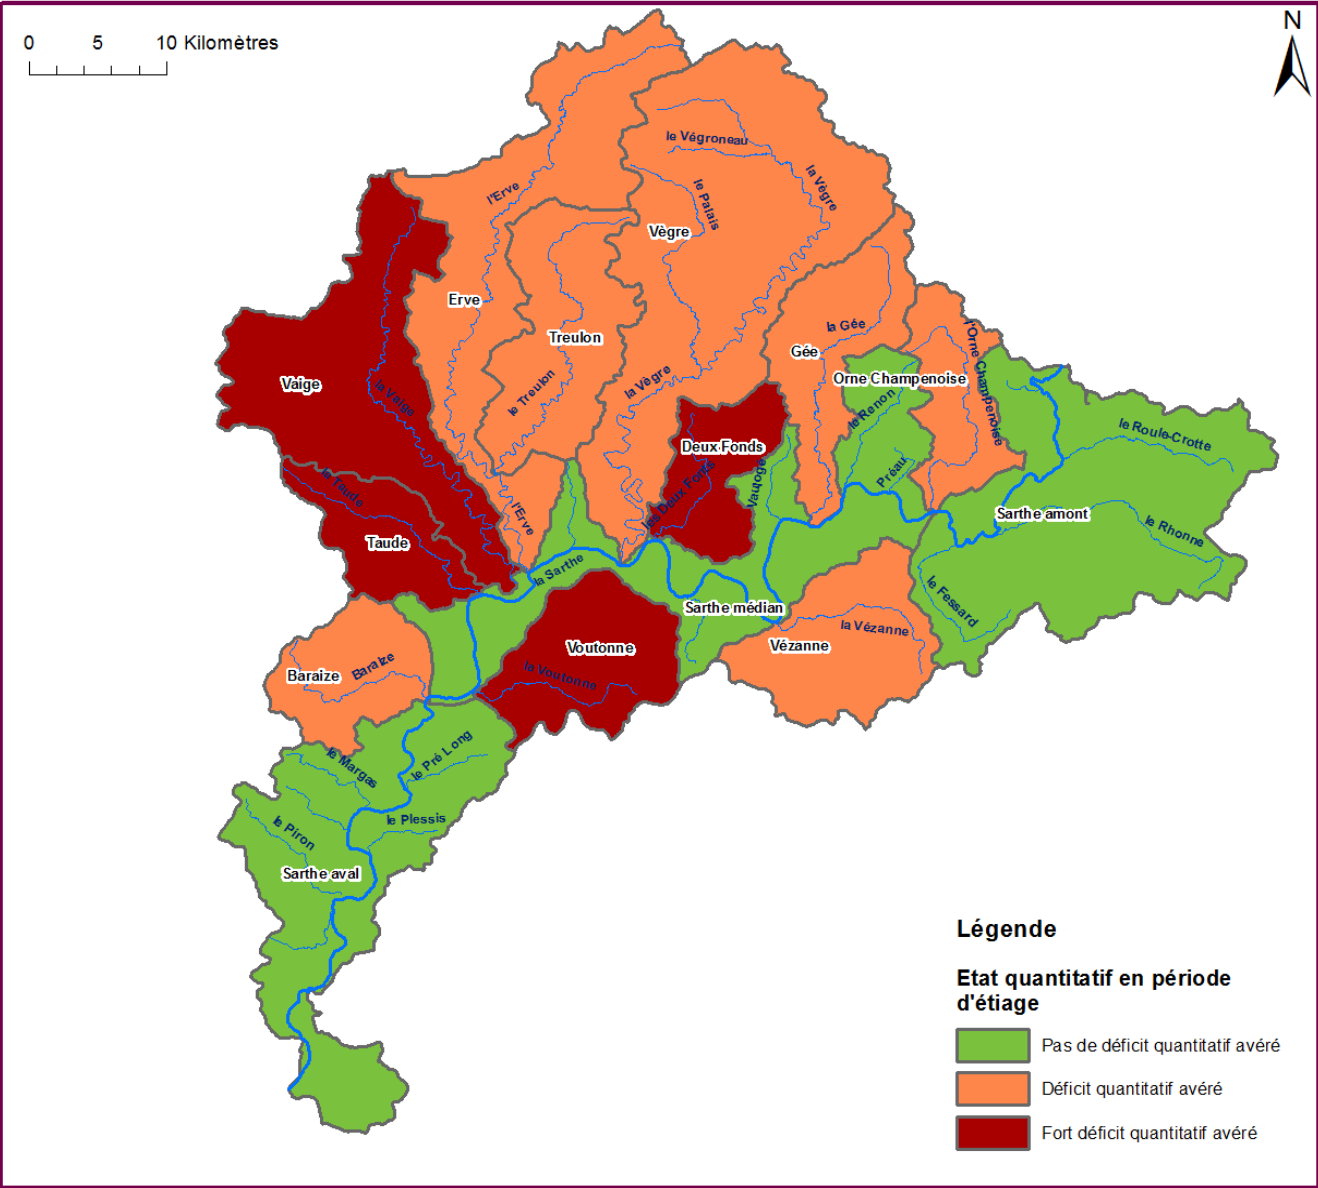 N
0 5 10 Kilomètres
le Végroneau
la Vègre
le Palais
l'Erve
Vègre
Erve
la Gée
l'Orne Champenoise
Treulon
Gée
Vaige
la Vaige
le Treulon
la Vègre
Orne Champenoise
le Renon
le Roule-Crotte
Deux Fonds
les Deux Fonds
Vauloge
Préau
la Taude
l'Erve
Sarthe amont
le Rhonne
Taude
la Sarthe
le Fessard
Sarthe médian
la Vézanne
Vézanne
Voutonne
la Voutonne
Baraize
Baraize
le Margas
le Pré Long
le Plessis
le Piron
Sarthe aval
Légende
Etat quantitatif en période
d'étiage
Pas de déficit quantitatif avéré
Déficit quantitatif avéré
Fort déficit quantitatif avéré